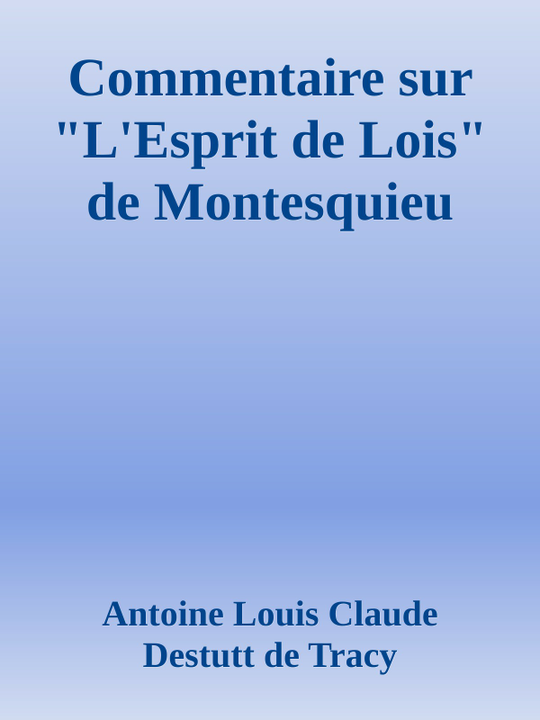 Commentaire sur
"L'Esprit de Lois"
de Montesquieu
Antoine Louis Claude
Destutt de Tracy